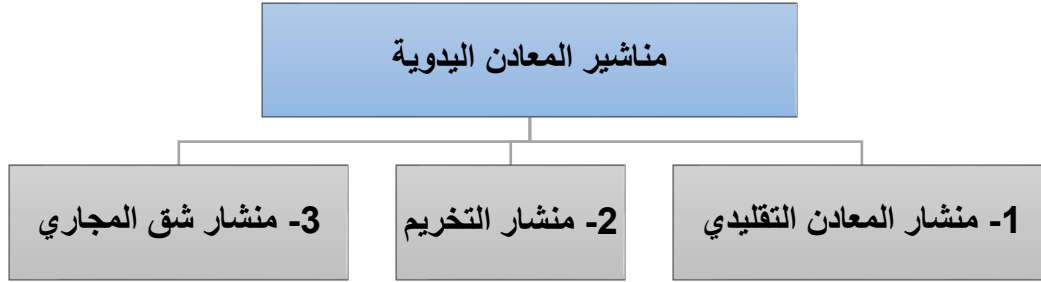 مناشير المعادن اليدوية
1- منشار المعادن التقليدي
2- منشار التخريم
3- منشار شق المجاري